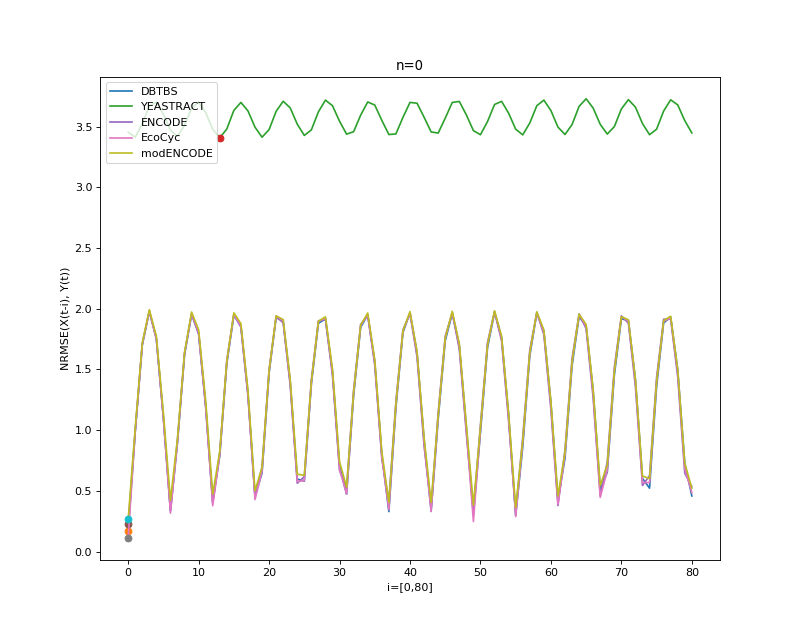 n=0
DBTBS
YEASTRACT
ENCODE
EcoCyc
modENCODE
NRMSE(X(t-i), Y(t))
3.5
3.0
2.5
2.0
1.5
1.0
0.5
0.0
0 10 20 30 40 50 60 70 80
i=[0,80]